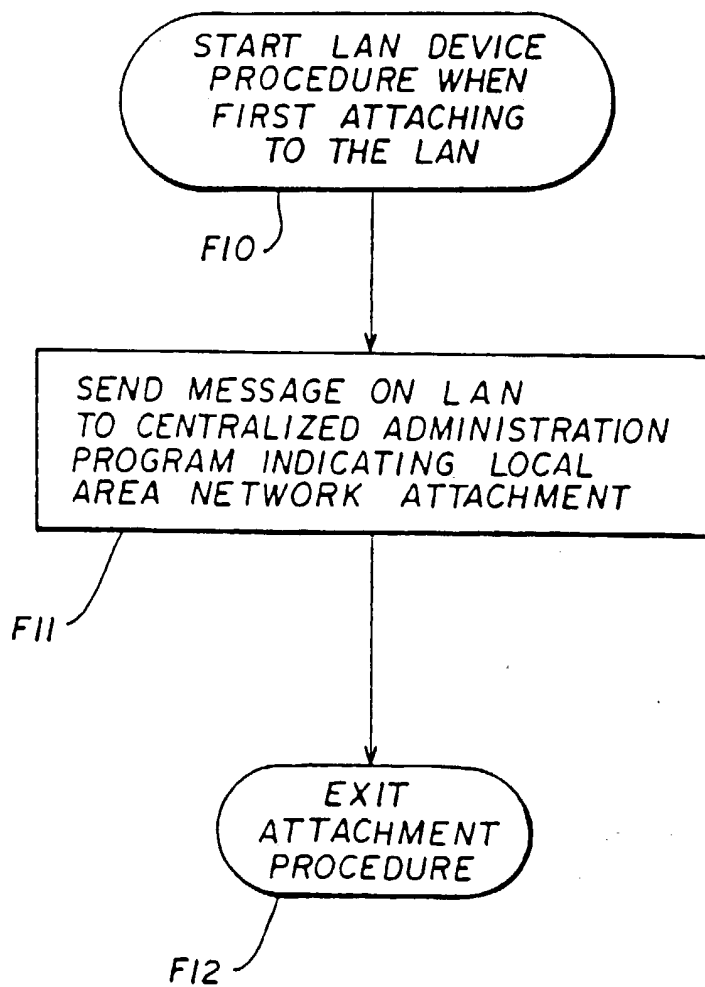 START LAN DEVICE
PROCEDURE WHEN
FIRST ATTACHING
TO THE LAN
F10
SEND MESSAGE ON LAN
TO CENTRALIZED ADMINISTRATION
PROGRAM INDICATING LOCAL
AREA NETWORK ATTACHMENT
F11
EXIT
ATTACHMENT
PROCEDURE
F12